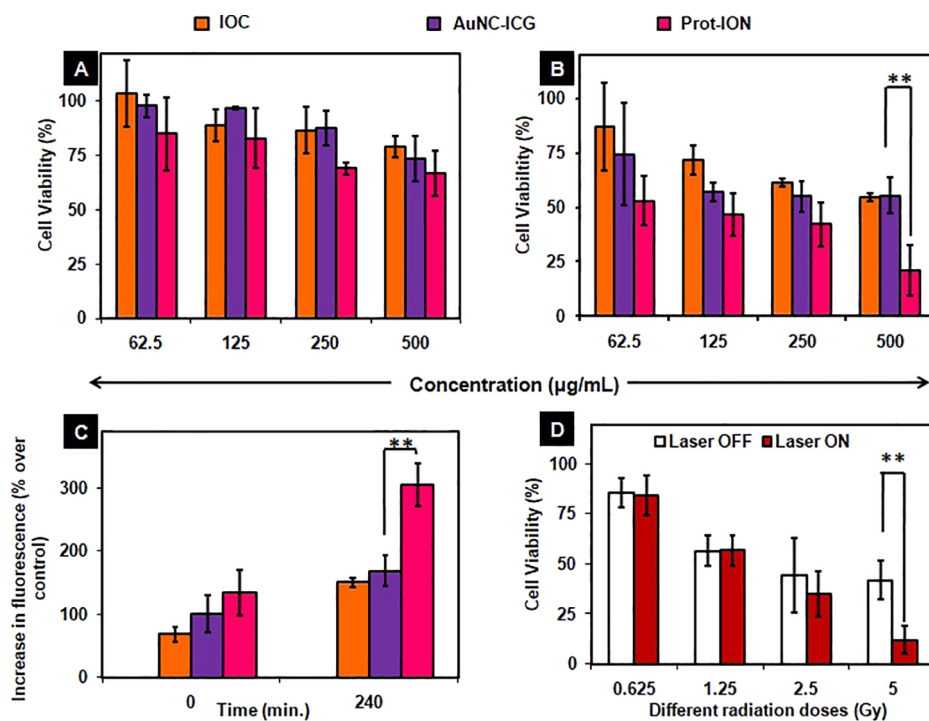 IOC AuNC-ICG Prot-ION
A
Cell Viability (%)
100
75
50
25
0
62.5 125 250 500
B
**
Cell Viability (%)
100
75
50
25
0
62.5 125 250 500
Concentration (µg/mL)
C
**
Increase in fluorescence (% over
control)
300
200
100
0
0 Time (min.) 240
D
Laser OFF Laser ON
**
Cell Viability (%)
100
75
50
25
0
0.625 1.25 2.5 5
Different radiation doses (Gy)